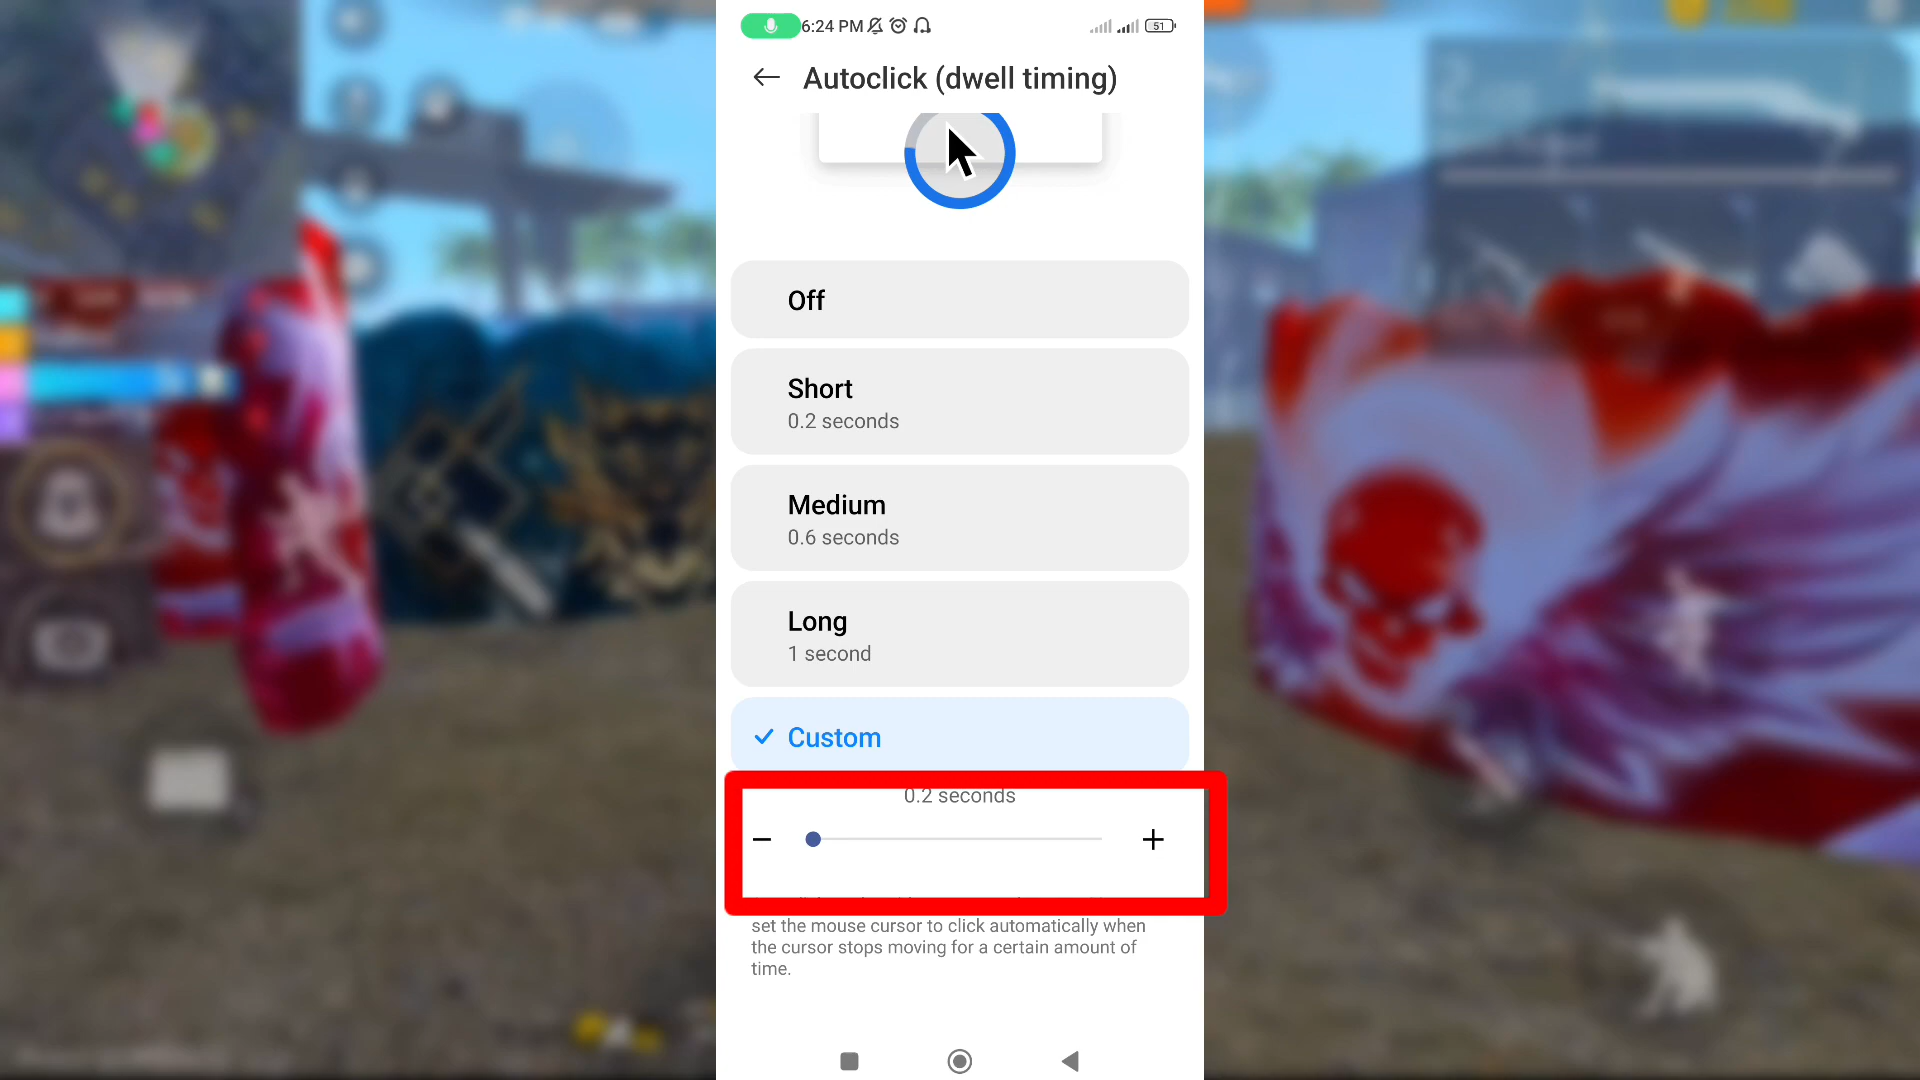 6:24 PM
51
Autoclick (dwell timing)
Off
Short
0.2 seconds
Medium
0.6 seconds
Long
1 second
Custom
0.2 seconds
set the mouse cursor to click automatically when
the cursor stops moving for a certain amount of
time.